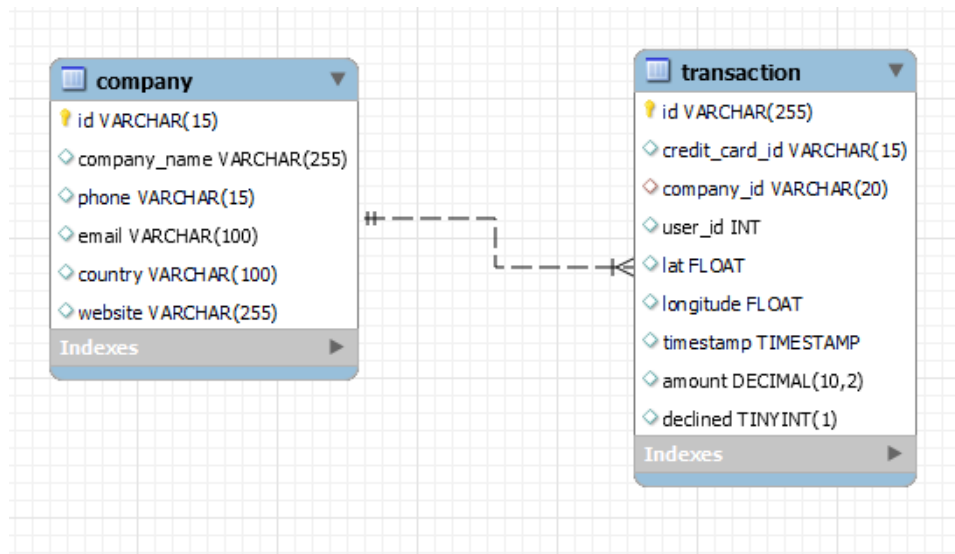 company
id VARCHAR(15)
company_name VARCHAR(255)
phone VARCHAR(15)
email VARCHAR(100)
country VARCHAR(100)
website VARCHAR(255)
Indexes
transaction
id VARCHAR(255)
credit_card_id VARCHAR(15)
company_id VARCHAR(20)
user_id INT
lat FLOAT
longitude FLOAT
timestamp TIMESTAMP
amount DECIMAL(10,2)
declined TINYINT(1)
Indexes